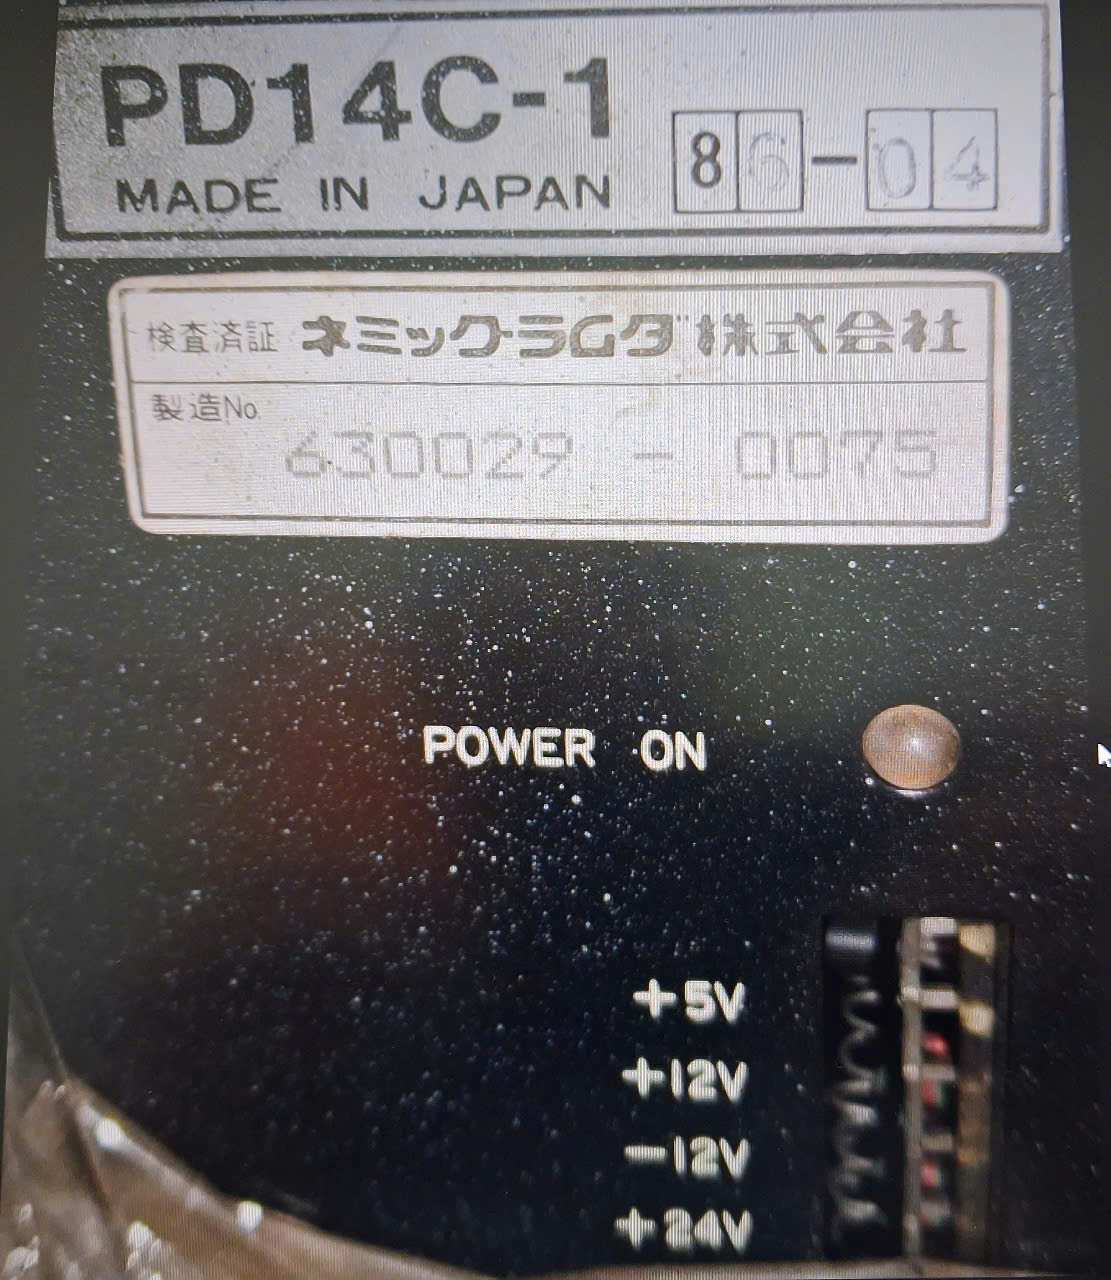 PD14C-1
MADE IN JAPAN 86-04
検査済証 ネミック・ラムダ株式会社
製造No.
630029 - 0075
POWER ON
+5V
+12V
-12V
+24V